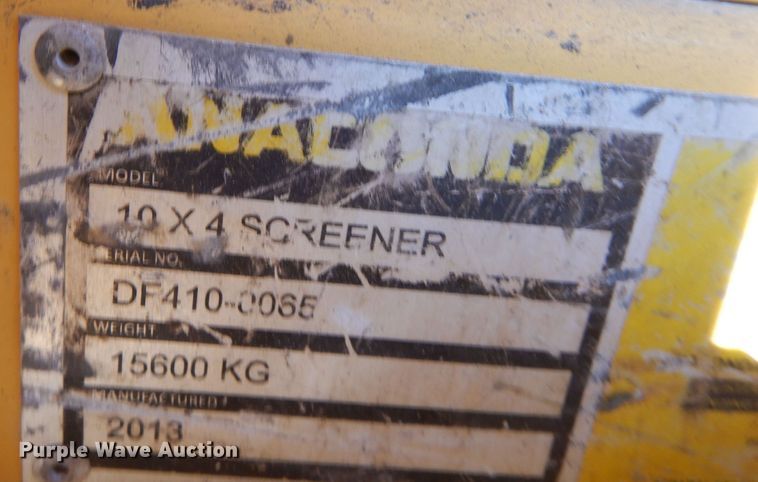 ANACONDA
MODEL
10 X 4 SCREENER
SERIAL NO.
DF410-0065
WEIGHT
15600 KG
MANUFACTURED
2013
Purple Wave Auction